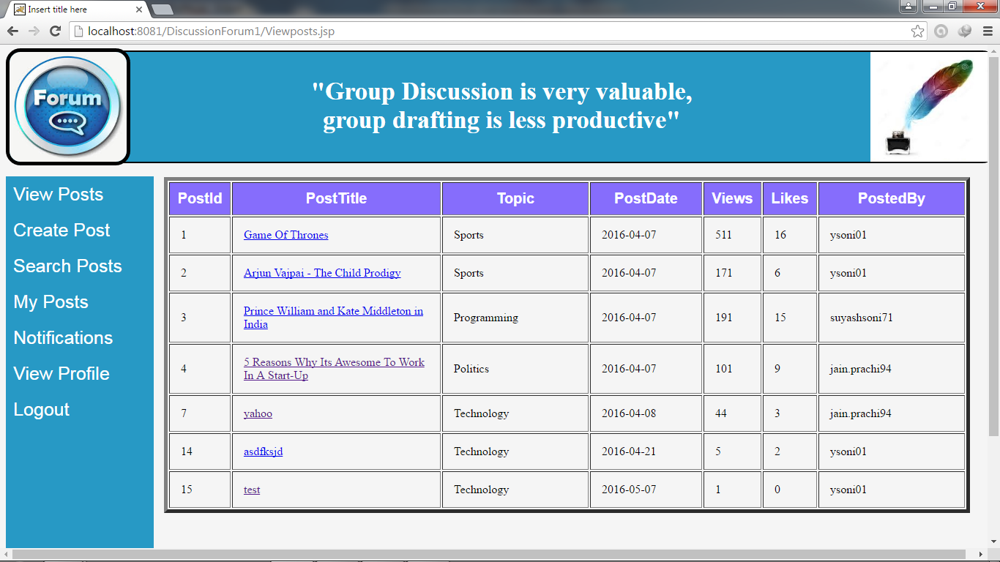 Insert title here
localhost:8081/DiscussionForum1/Viewposts.jsp
Forum
"Group Discussion is very valuable,
group drafting is less productive"
View Posts
Create Post
Search Posts
My Posts
Notifications
View Profile
Logout
PostId PostTitle Topic PostDate Views Likes PostedBy
1 Game Of Thrones Sports 2016-04-07 511 16 ysoni01
2 Arjun Vajpai - The Child Prodigy Sports 2016-04-07 171 6 ysoni01
3 Prince William and Kate Middleton in Programming 2016-04-07 191 15 suyashsoni71
India
4 5 Reasons Why Its Awesome To Work Politics 2016-04-07 101 9 jain.prachi94
In A Start-Up
7 yahoo Technology 2016-04-08 44 3 jain.prachi94
14 asdfksjd Technology 2016-04-21 5 2 ysoni01
15 test Technology 2016-05-07 1 0 ysoni01